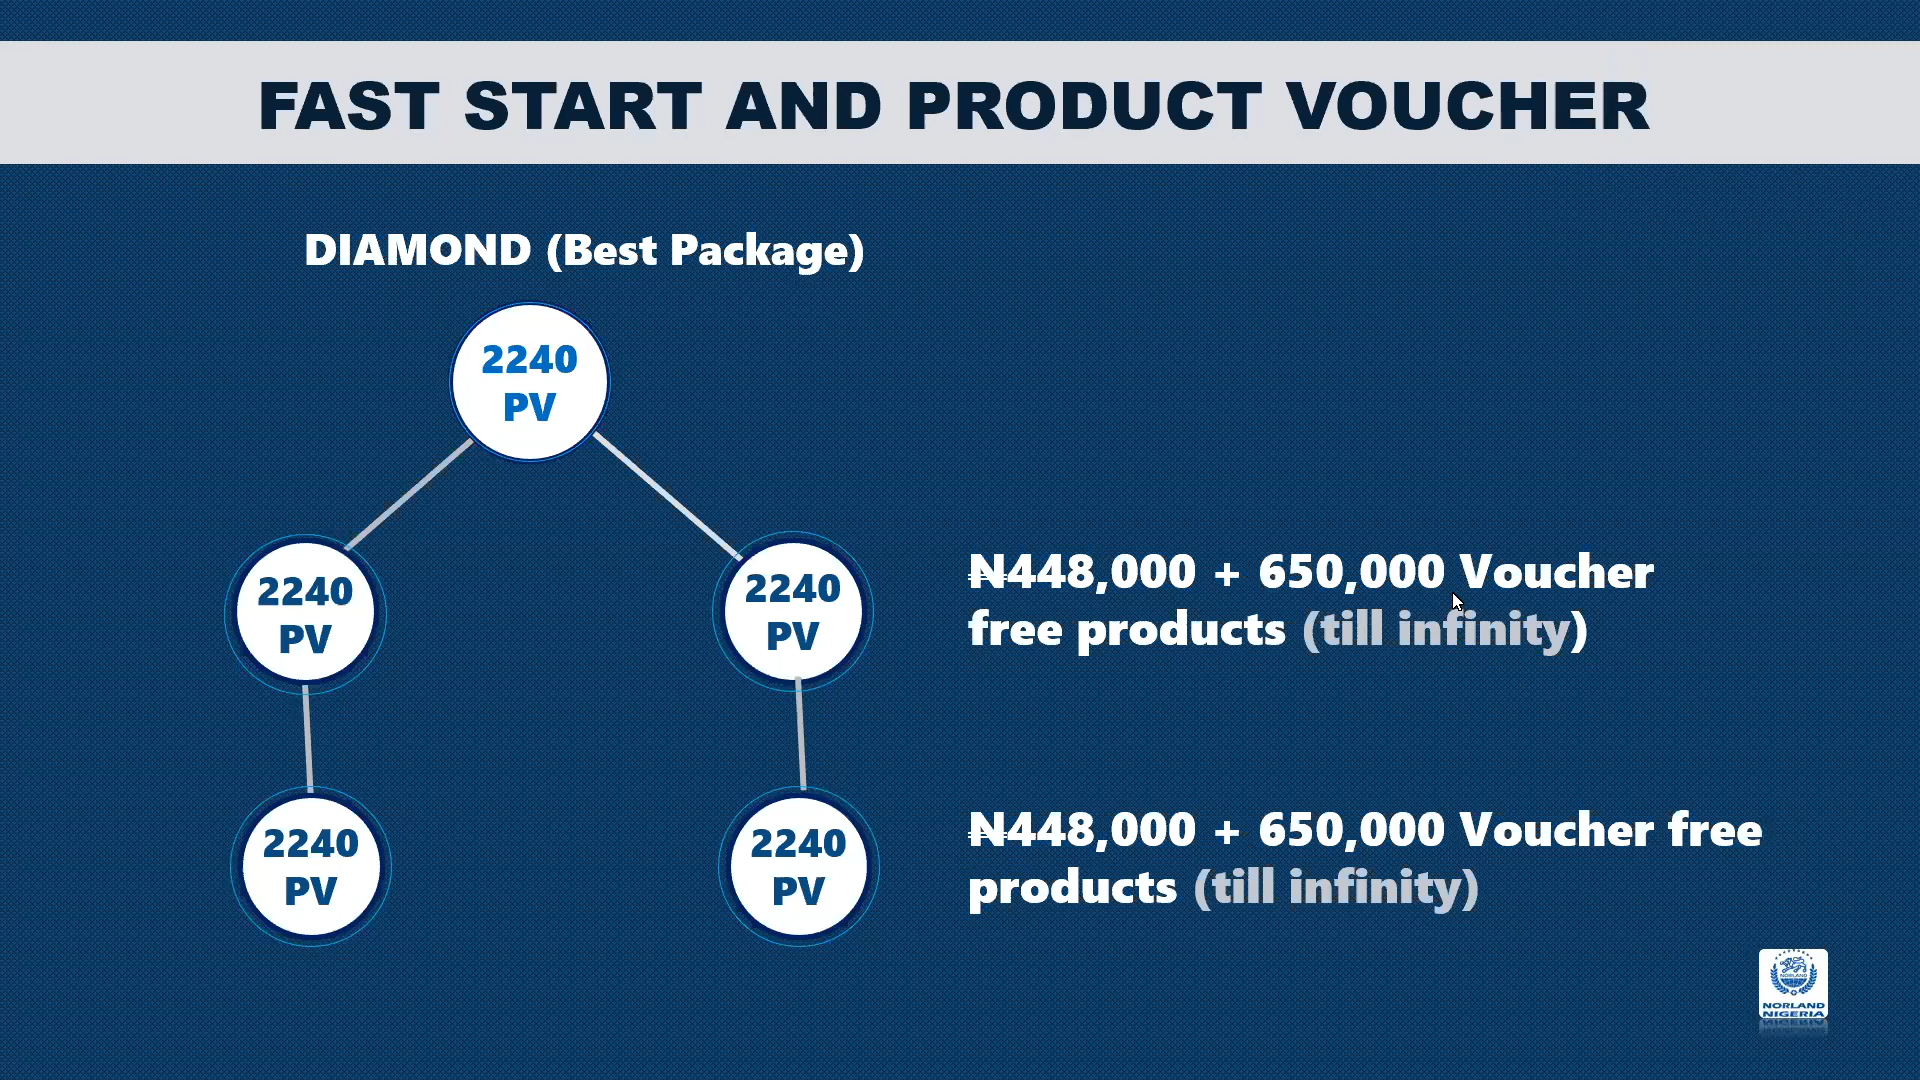 FAST START AND PRODUCT VOUCHER
DIAMOND (Best Package)
2240
PV
2240
PV
2240
PV
₦448,000 + 650,000 Voucher
free products (till infinity)
2240
PV
2240
PV
₦448,000 + 650,000 Voucher free
products (till infinity)
NORLAND
NORLAND
NIGERIA